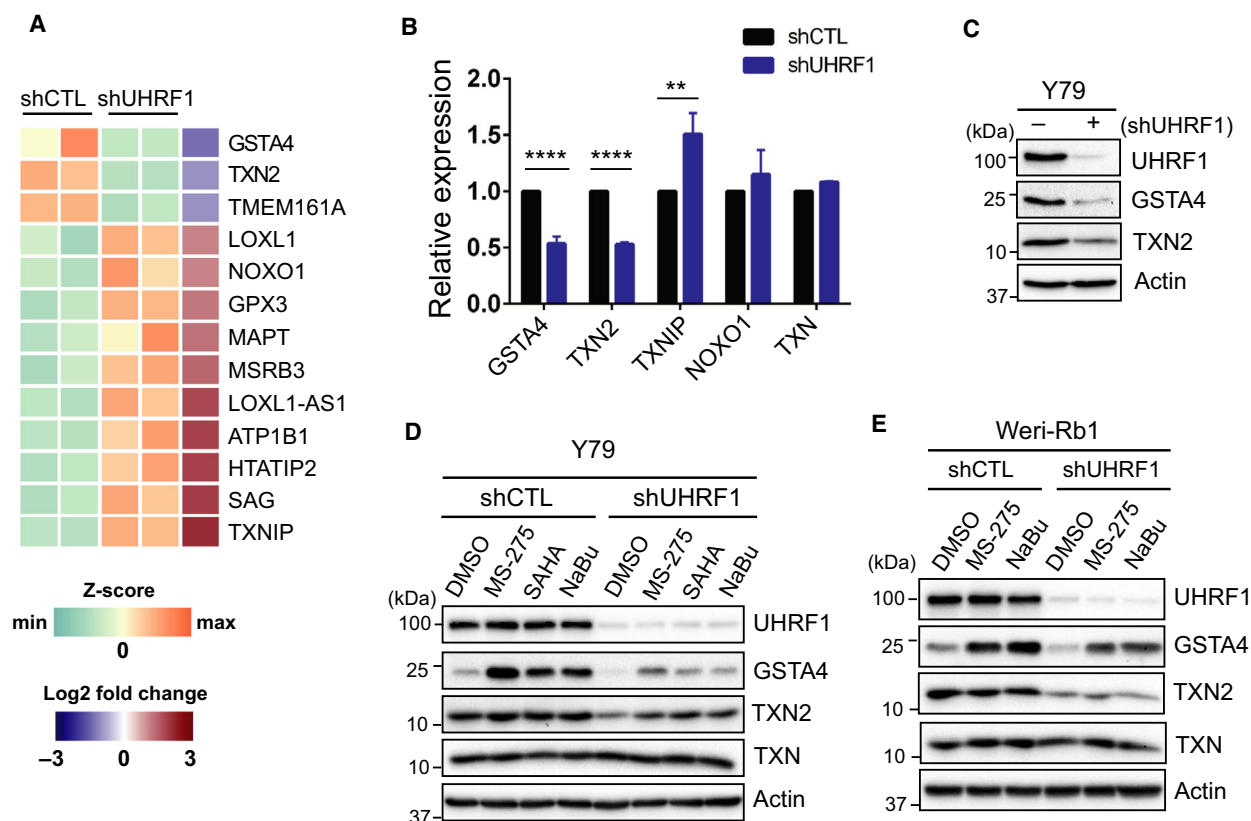 A
shCTL shUHRF1
GSTA4
TXN2
TMEM161A
LOXL1
NOXO1
GPX3
MAPT
MSRB3
LOXL1-AS1
ATP1B1
HTATIP2
SAG
TXNIP
Z-score
min max
0
Log2 fold change
–3 0 3
B
shCTL
shUHRF1
Relative expression
2.0
1.5
1.0
0.5
0.0
**** **** **
GSTA4 TXN2 TXNIP NOXO1 TXN
C
Y79
(kDa) – + (shUHRF1)
100 UHRF1
25 GSTA4
10 TXN2
37 Actin
D
Y79
shCTL shUHRF1
DMSO MS-275 SAHA NaBu DMSO MS-275 SAHA NaBu
(kDa)
100 UHRF1
25 GSTA4
10 TXN2
10 TXN
37 Actin
E
Weri-Rb1
shCTL shUHRF1
DMSO MS-275 NaBu DMSO MS-275 NaBu
(kDa)
100 UHRF1
25 GSTA4
10 TXN2
10 TXN
37 Actin